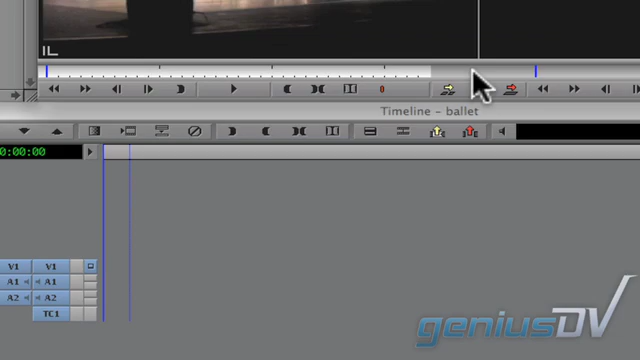 IL
Timeline - ballet
0:00:00
V1 V1
A1 A1
A2 A2
TC1
geniusDV